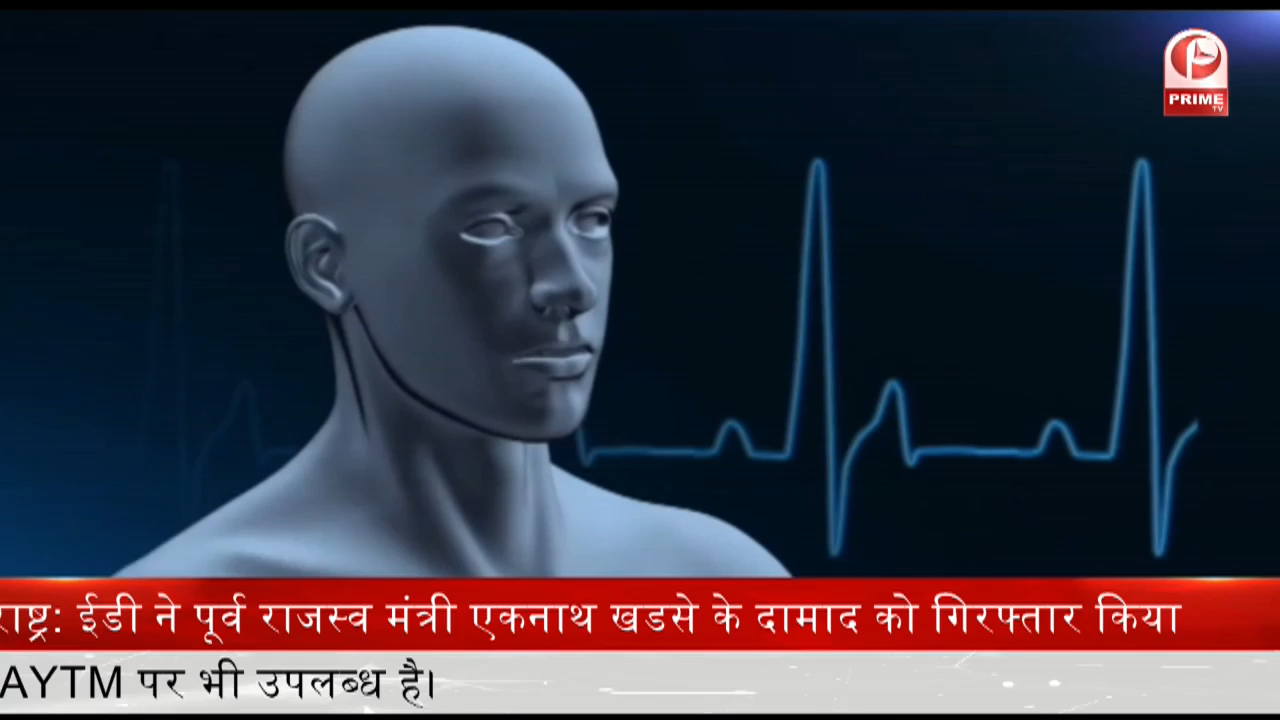 PRIME
TV
राष्ट्र: ईडी ने पूर्व राजस्व मंत्री एकनाथ खडसे के दामाद को गिरफ्तार किया
AYTM पर भी उपलब्ध है।